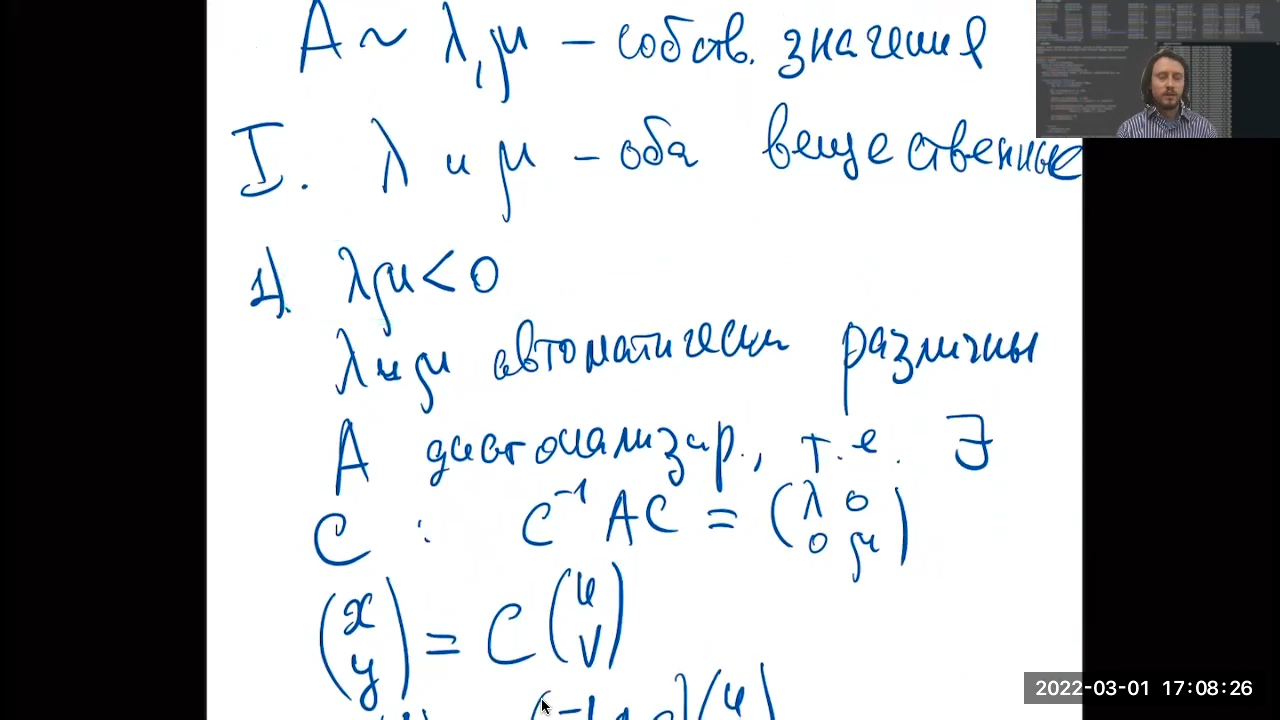 A ~ λ, μ – собств. значения
I. λ и μ – оба вещественные
1). λμ < 0
λ и μ автоматически различны
A диагонализир., т.е. ∃
C : C⁻¹AC = (λ 0
0 μ)
(x
y) = C (u
v)
2022-03-01 17:08:26